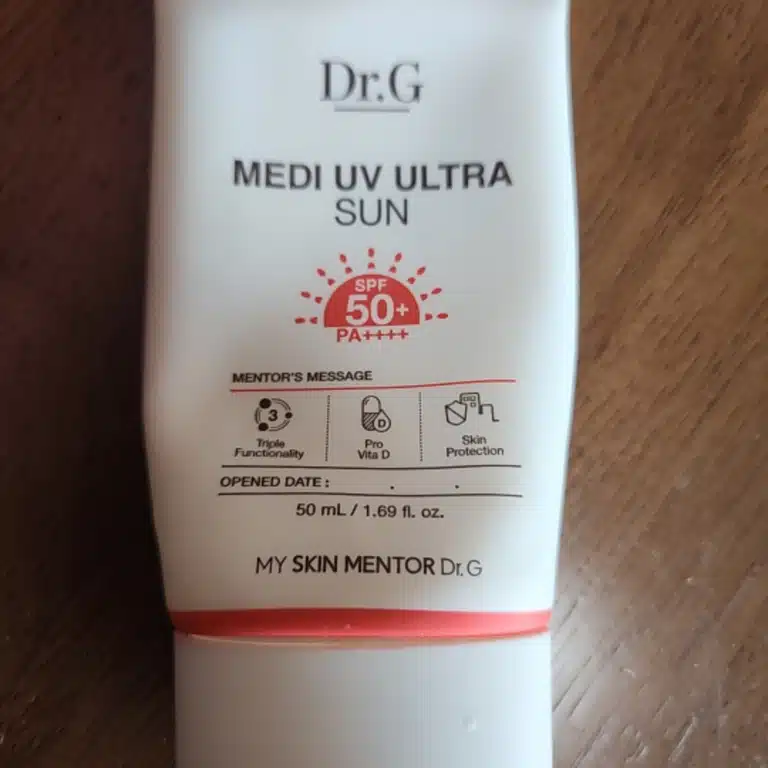 Dr.G
MEDI UV ULTRA
SUN
SPF
50+
PA++++
MENTOR'S MESSAGE
3
Triple
Functionality
D
Pro
Vita D
Skin
Protection
OPENED DATE : . .
50 mL / 1.69 fl. oz.
MY SKIN MENTOR Dr.G